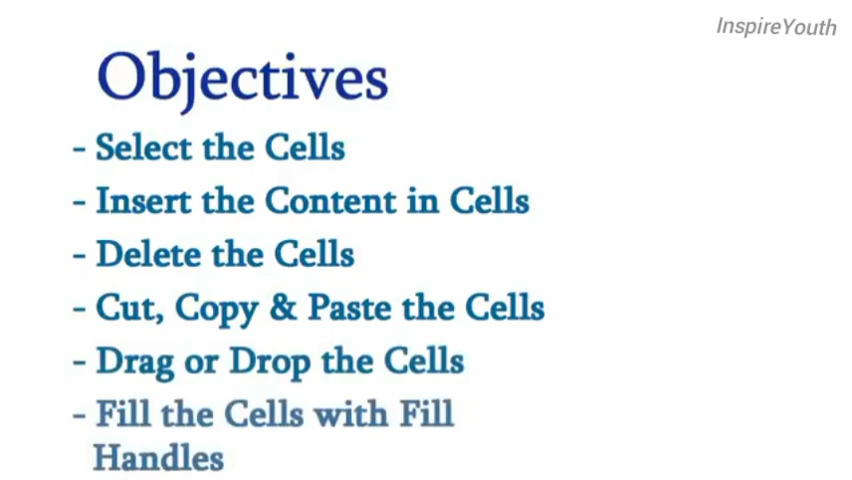 InspireYouth
Objectives
- Select the Cells
- Insert the Content in Cells
- Delete the Cells
- Cut, Copy & Paste the Cells
- Drag or Drop the Cells
- Fill the Cells with Fill
Handles